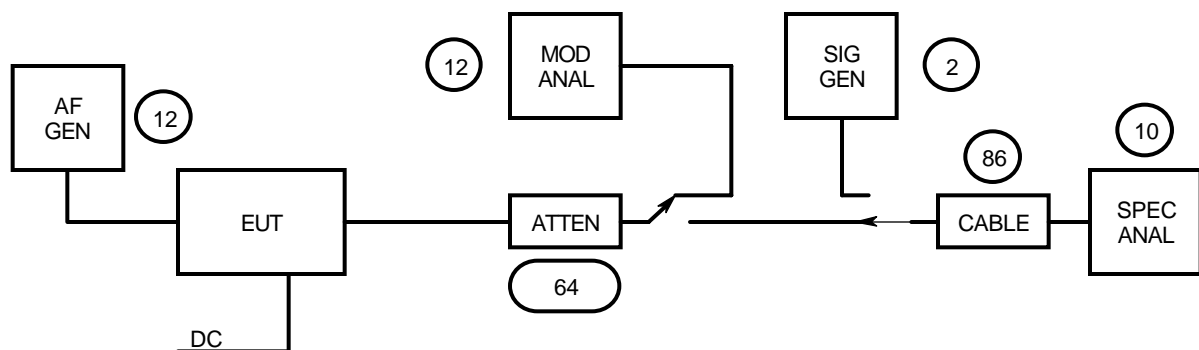 AF
GEN
12
EUT
DC
12
MOD
ANAL
ATTEN
64
SIG
GEN
2
86
CABLE
10
SPEC
ANAL